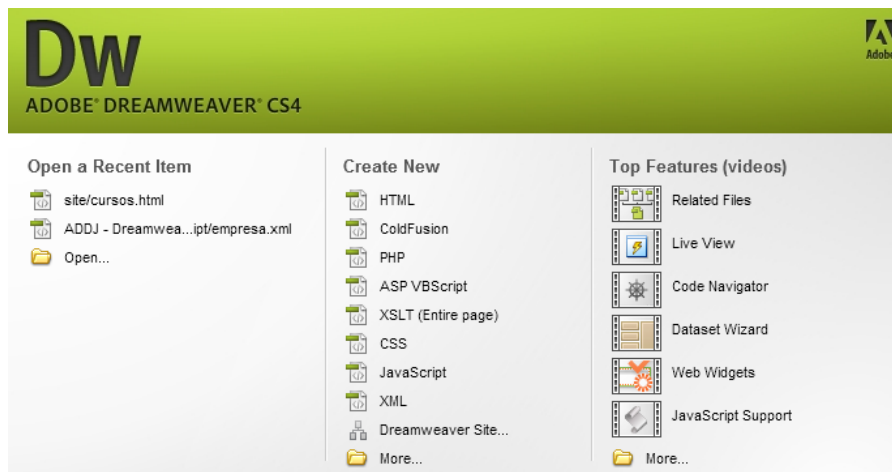 Dw
ADOBE® DREAMWEAVER® CS4
Adobe
Open a Recent Item
site/cursos.html
ADDJ - Dreamwea...ipt/empresa.xml
Open...
Create New
HTML
ColdFusion
PHP
ASP VBScript
XSLT (Entire page)
CSS
JavaScript
XML
Dreamweaver Site...
More...
Top Features (videos)
Related Files
Live View
Code Navigator
Dataset Wizard
Web Widgets
JavaScript Support
More...